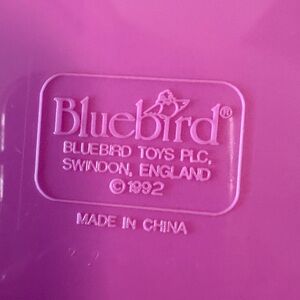 Bluebird®
BLUEBIRD TOYS PLC,
SWINDON, ENGLAND
©1992
MADE IN CHINA